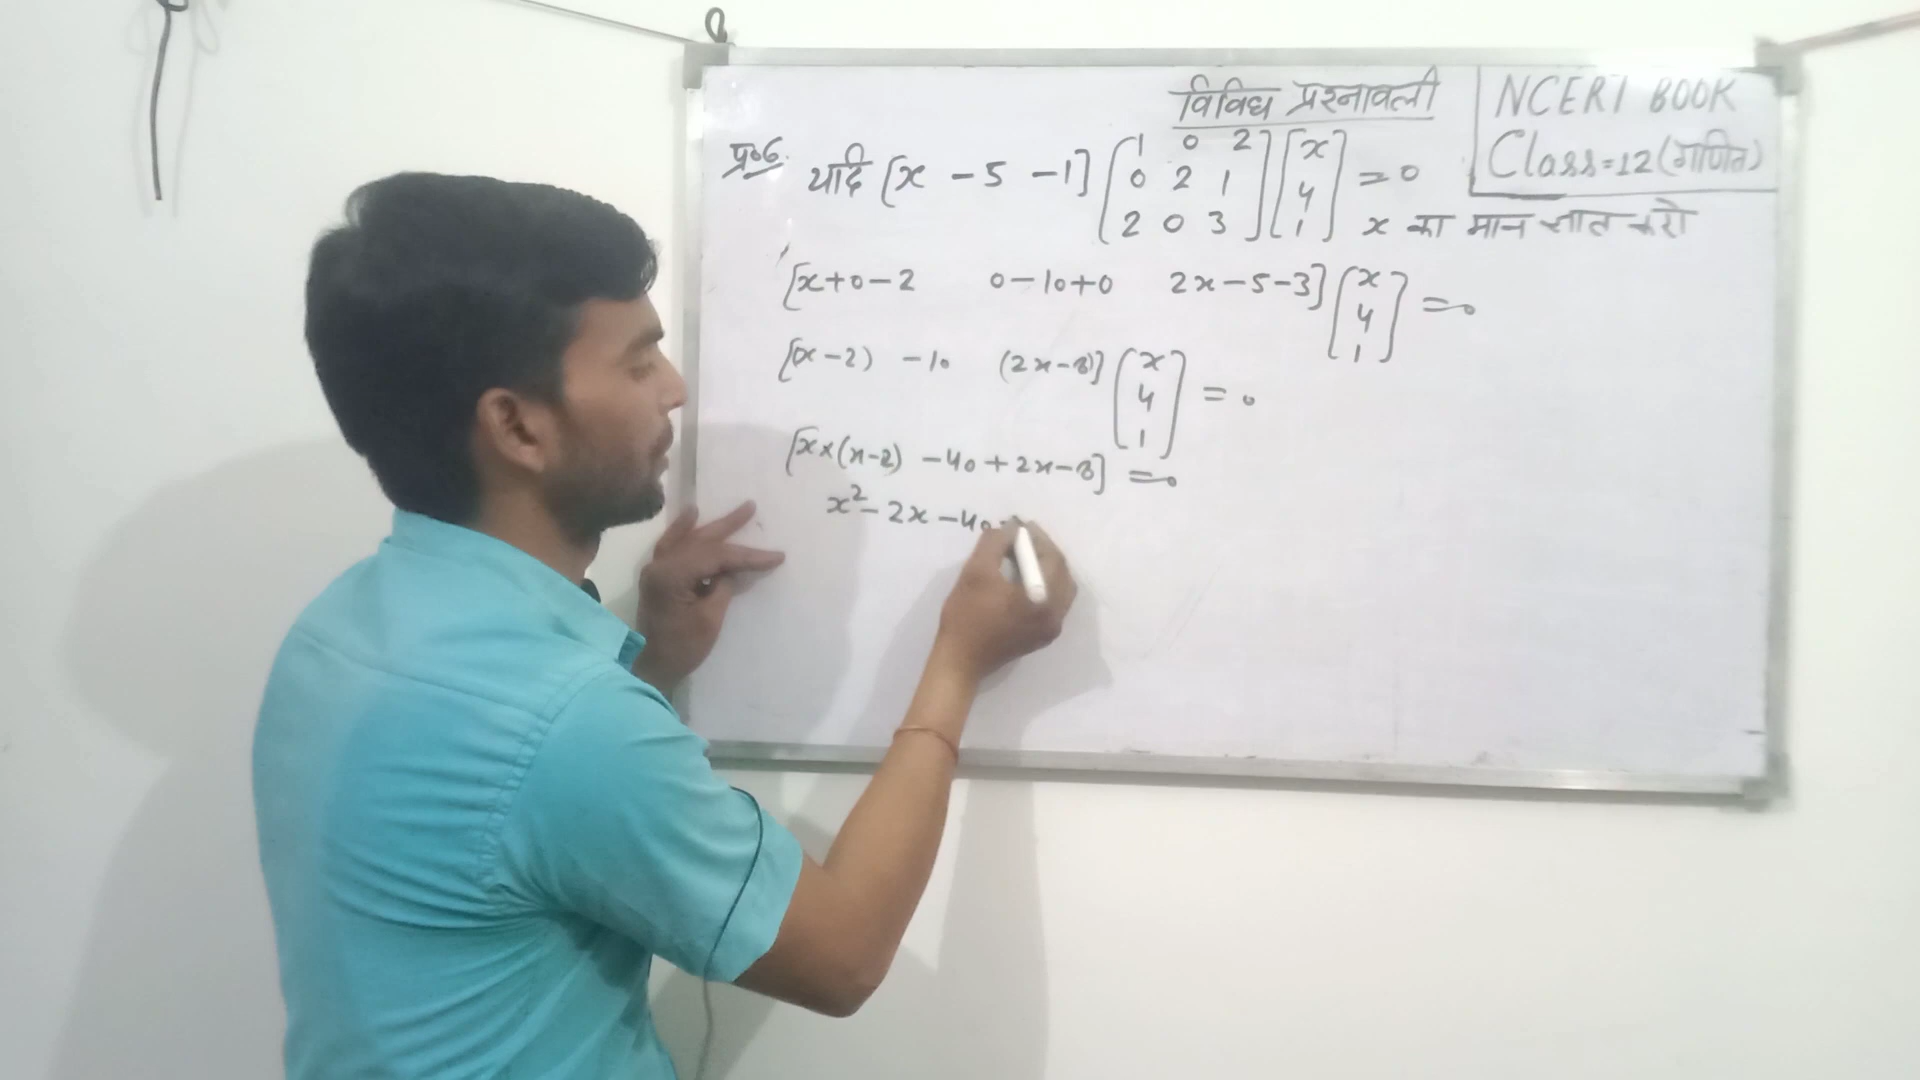 विविध प्रश्नावली
NCERT BOOK
Class=12(गणित)
प्र०6. यदि [x -5 -1] [1 0 2
0 2 1
2 0 3] [x
4
1] =0
x का मान ज्ञात करो
[x+0-2 0-10+0 2x-5-3] [x
4
1] =0
[(x-2) -10 (2x-8)] [x
4
1] =0
[x×(x-2) -40+2x-8] =0
x²-2x-40